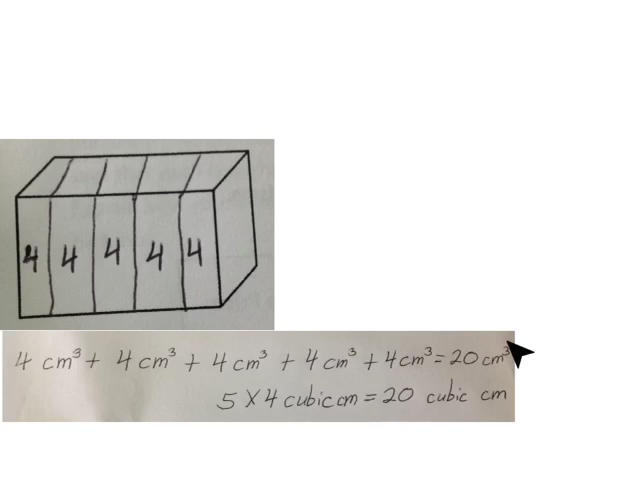 4 4 4 4 4
4 cm³ + 4 cm³ + 4 cm³ + 4 cm³ + 4 cm³ = 20 cm³
5 X 4 cubic cm = 20 cubic cm